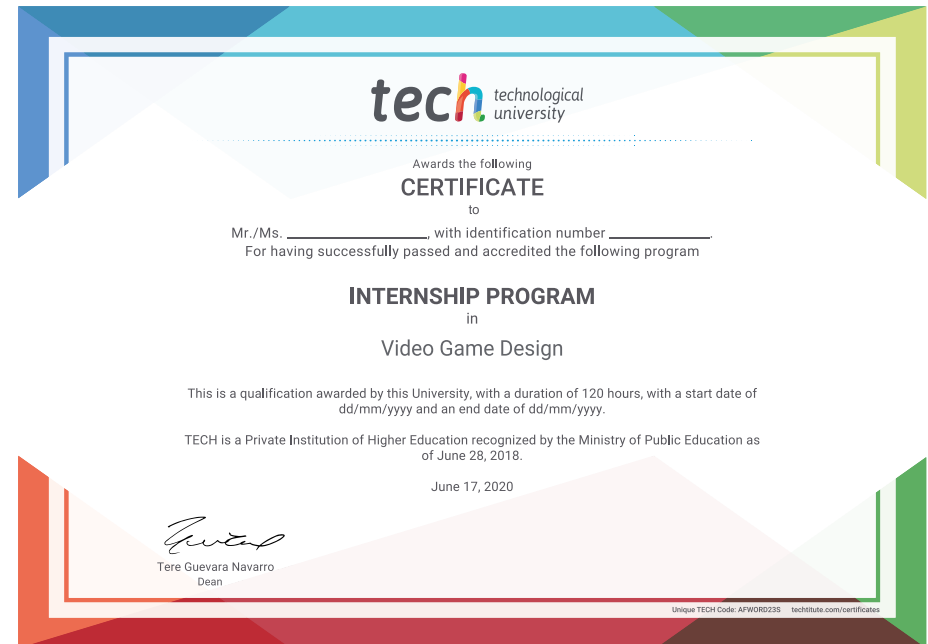 tech technological
university
Awards the following
CERTIFICATE
to
Mr./Ms. ____________________, with identification number ______________.
For having successfully passed and accredited the following program
INTERNSHIP PROGRAM
in
Video Game Design
This is a qualification awarded by this University, with a duration of 120 hours, with a start date of
dd/mm/yyyy and an end date of dd/mm/yyyy.
TECH is a Private Institution of Higher Education recognized by the Ministry of Public Education as
of June 28, 2018.
June 17, 2020
Tere Guevara Navarro
Dean
Unique TECH Code: AFWORD23S techtitute.com/certificates